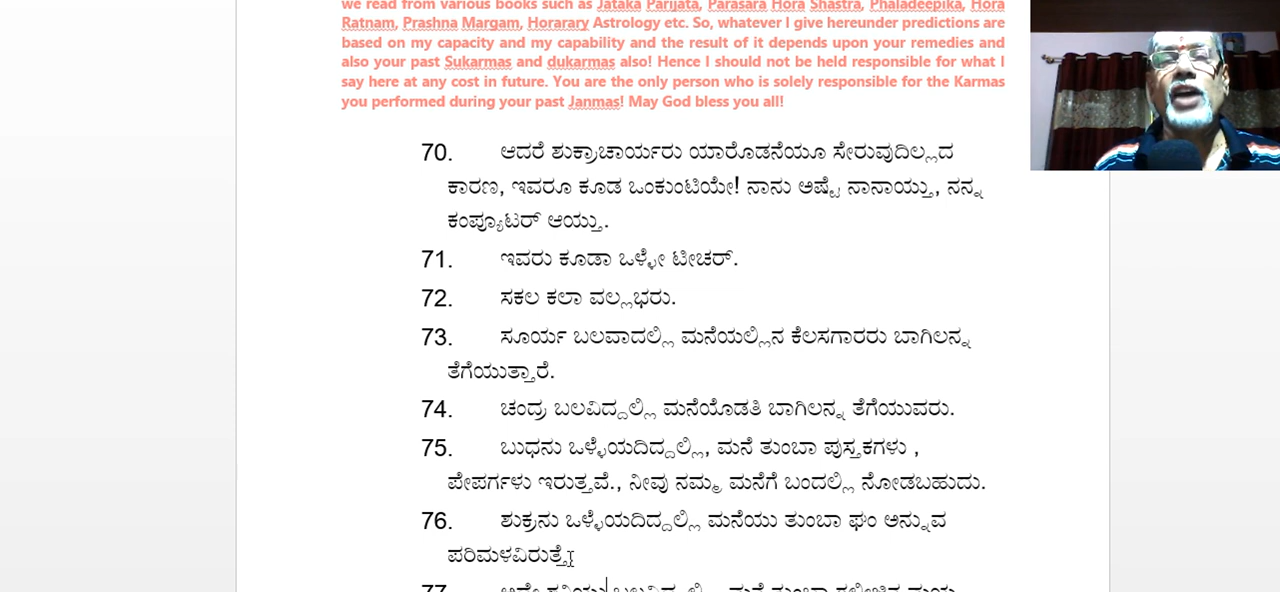 we read from various books such as Jataka Parijata, Parasara Hora Shastra, Phaladeepika, Hora
Ratnam, Prashna Margam, Horarary Astrology etc. So, whatever I give hereunder predictions are
based on my capacity and my capability and the result of it depends upon your remedies and
also your past Sukarmas and dukarmas also! Hence I should not be held responsible for what I
say here at any cost in future. You are the only person who is solely responsible for the Karmas
you performed during your past Janmas! May God bless you all!
70. ಆದರೆ ಶುಕ್ರಾಚಾರ್ಯರು ಯಾರೊಡನೆಯೂ ಸೇರುವುದಿಲ್ಲದ
ಕಾರಣ, ಇವರೂ ಕೂಡ ಒಂಕುಂಟಿಯೇ! ನಾನು ಅಷ್ಟೆ ನಾನಾಯ್ತು, ನನ್ನ
ಕಂಪ್ಯೂಟರ್ ಆಯ್ತು.
71. ಇವರು ಕೂಡಾ ಒಳ್ಳೇ ಟೀಚರ್.
72. ಸಕಲ ಕಲಾ ವಲ್ಲಭರು.
73. ಸೂರ್ಯ ಬಲವಾದಲ್ಲಿ ಮನೆಯಲ್ಲಿನ ಕೆಲಸಗಾರರು ಬಾಗಿಲನ್ನ
ತೆಗೆಯುತ್ತಾರೆ.
74. ಚಂದ್ರ ಬಲವಿದ್ದಲ್ಲಿ ಮನೆಯೊಡತಿ ಬಾಗಿಲನ್ನ ತೆಗೆಯುವರು.
75. ಬುಧನು ಒಳ್ಳೆಯದಿದ್ದಲ್ಲಿ, ಮನೆ ತುಂಬಾ ಪುಸ್ತಕಗಳು ,
ಪೇಪರ್ಗಳು ಇರುತ್ತವೆ., ನೀವು ನಮ್ಮ ಮನೆಗೆ ಬಂದಲ್ಲಿ ನೋಡಬಹುದು.
76. ಶುಕ್ರನು ಒಳ್ಳೆಯದಿದ್ದಲ್ಲಿ ಮನೆಯು ತುಂಬಾ ಘಂ ಅನ್ನುವ
ಪರಿಮಳವಿರುತ್ತೆ